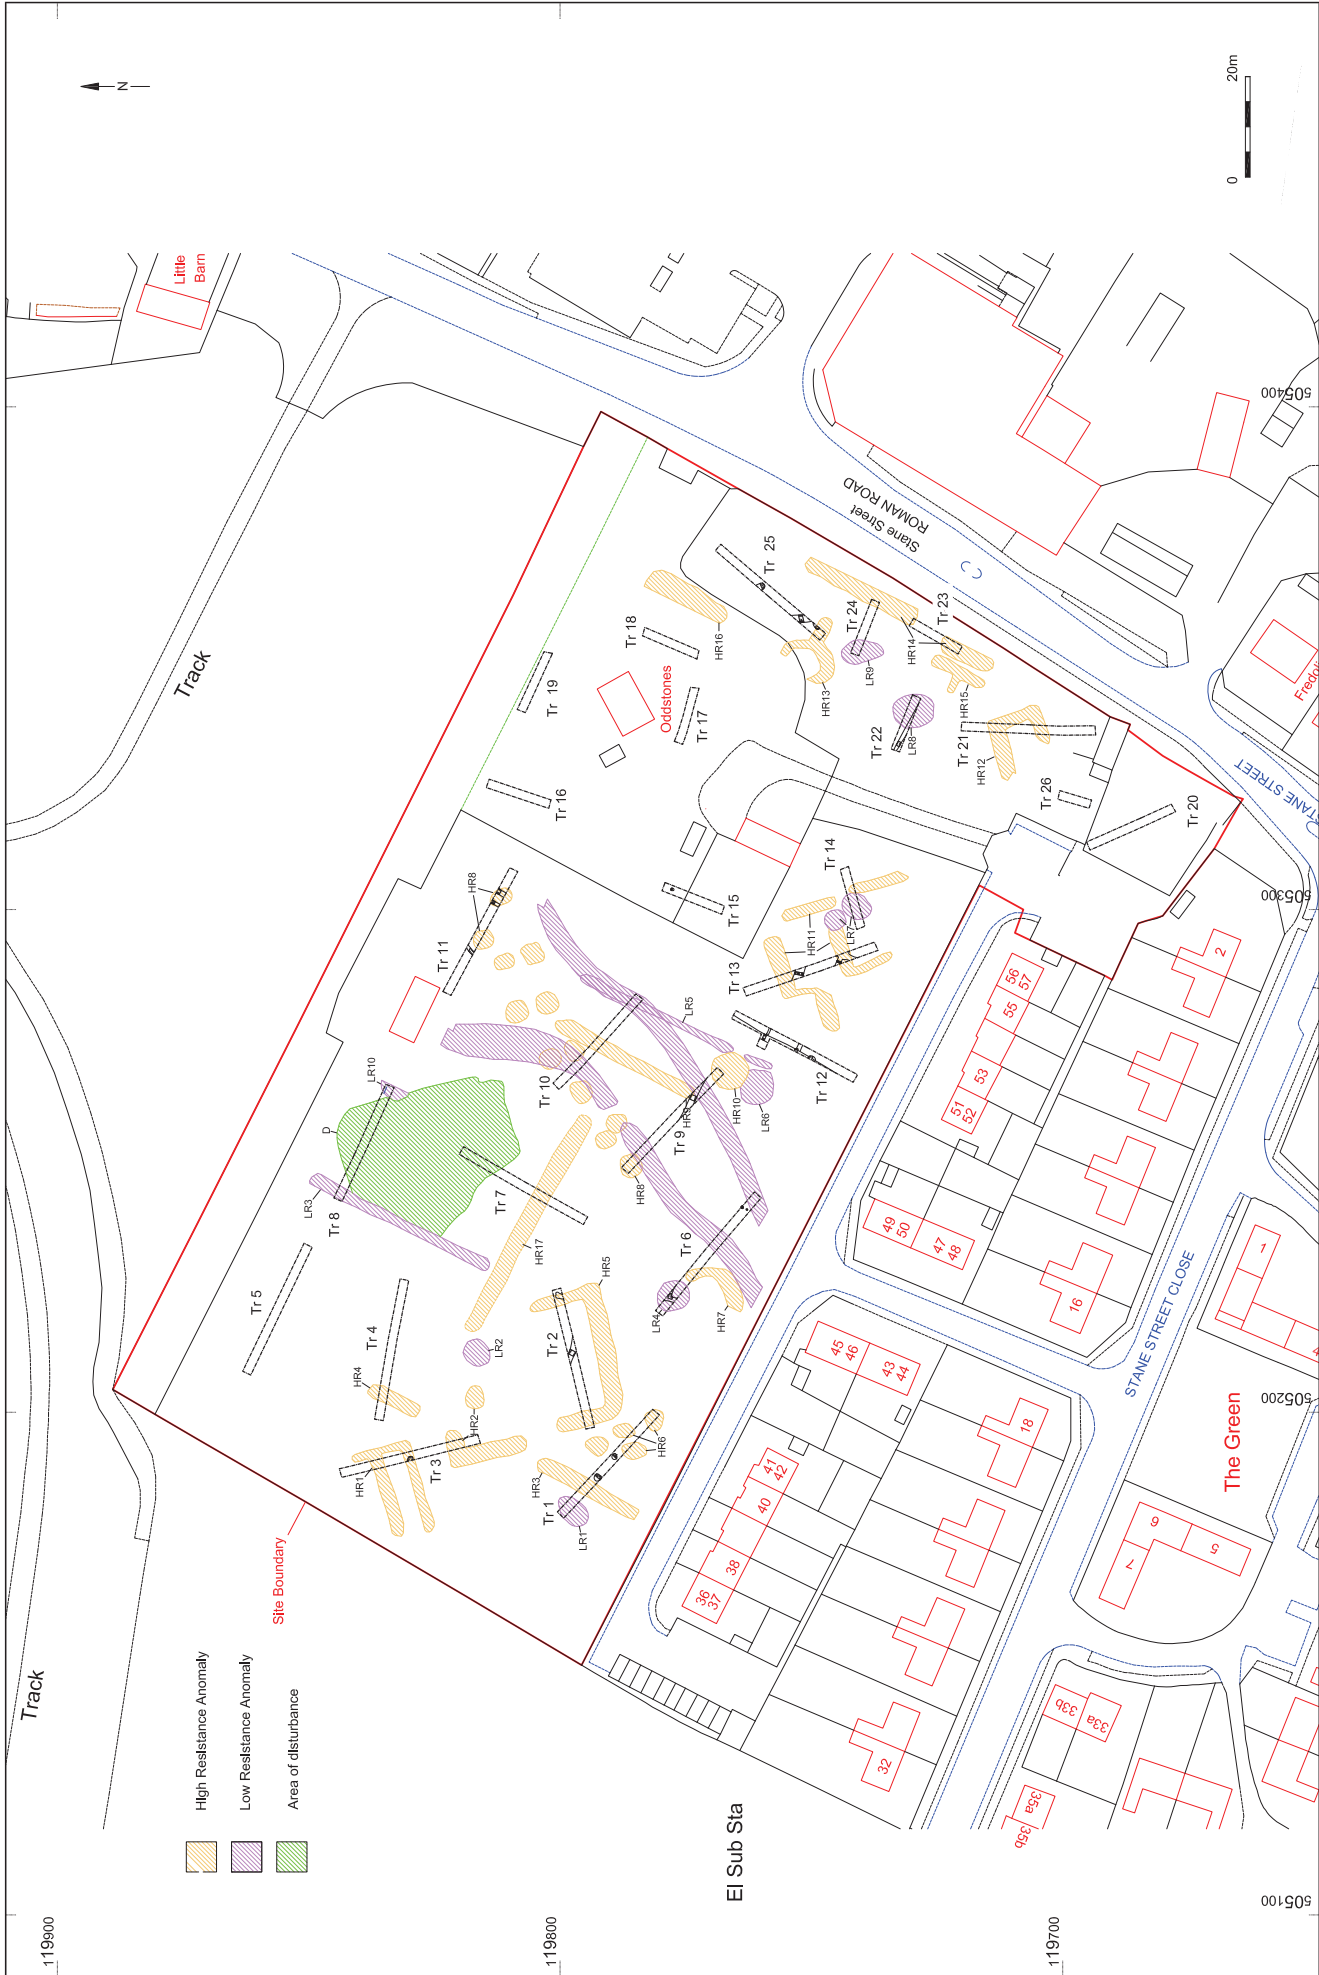 Track
119900
119800
119700
High Resistance Anomaly
Low Resistance Anomaly
Area of disturbance
Site Boundary
Track
N
0
20m
Little
Barn
Oddstones
Stane Street
ROMAN ROAD
STANE STREET
STANE STREET CLOSE
The Green
El Sub Sta
505100
505200
505300
505400
Tr 1
Tr 2
Tr 3
Tr 4
Tr 5
Tr 6
Tr 7
Tr 8
Tr 9
Tr 10
Tr 11
Tr 12
Tr 13
Tr 14
Tr 15
Tr 16
Tr 17
Tr 18
Tr 19
Tr 20
Tr 21
Tr 22
Tr 23
Tr 24
Tr 25
Tr 26
HR1
HR2
HR3
HR4
HR5
HR6
HR7
HR8
HR8
HR9
HR10
HR11
HR12
HR13
HR14
HR15
HR16
HR17
LR1
LR2
LR3
LR4
LR5
LR6
LR7
LR8
LR9
LR10
D
36
37
38
40
41
42
43
44
45
46
47
48
49
50
51
52
53
55
56
57
2
16
18
32
33b
33a
35a
35b
7
6
5
1
4